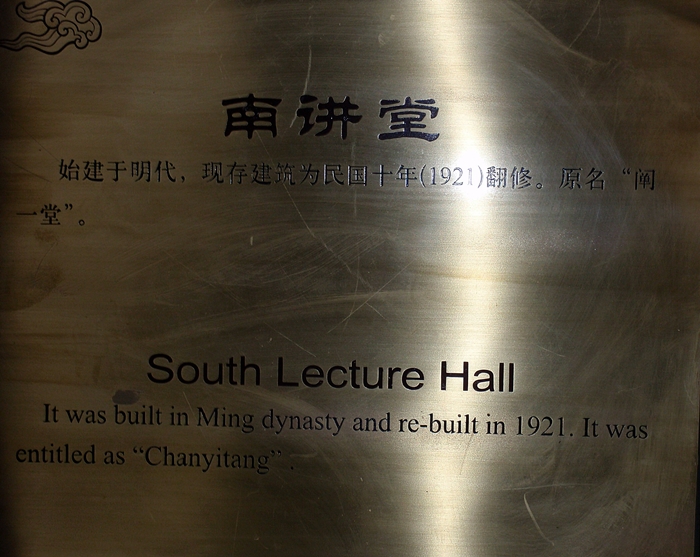 南讲堂
始建于明代，现存建筑为民国十年(1921)翻修。原名“阐
一堂”。
South Lecture Hall
It was built in Ming dynasty and re-built in 1921. It was
entitled as “Chanyitang” .